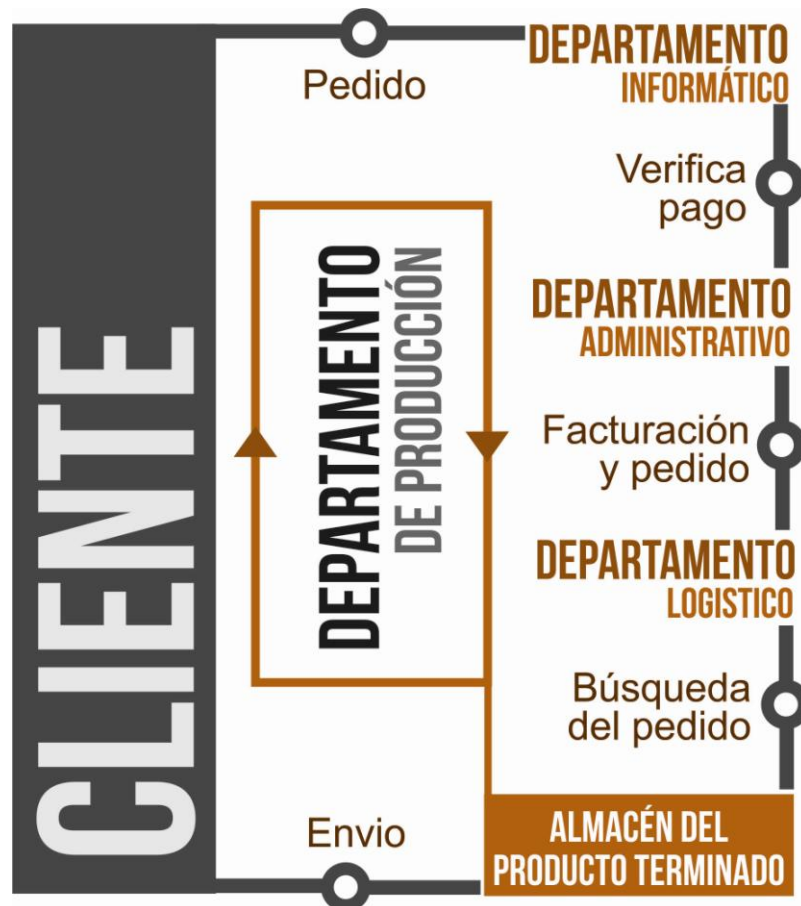 CLIENTE
Pedido
DEPARTAMENTO
INFORMÁTICO
Verifica
pago
DEPARTAMENTO
ADMINISTRATIVO
Facturación
y pedido
DEPARTAMENTO
LOGISTICO
Búsqueda
del pedido
DEPARTAMENTO
DE PRODUCCIÓN
ALMACÉN DEL
PRODUCTO TERMINADO
Envio